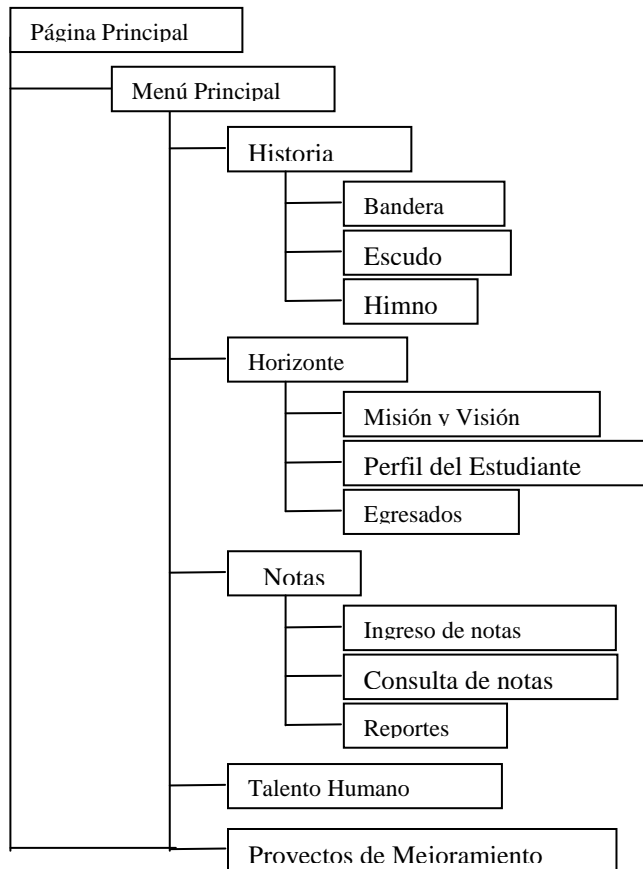 Página Principal
Menú Principal
Historia
Bandera
Escudo
Himno
Horizonte
Misión y Visión
Perfil del Estudiante
Egresados
Notas
Ingreso de notas
Consulta de notas
Reportes
Talento Humano
Proyectos de Mejoramiento